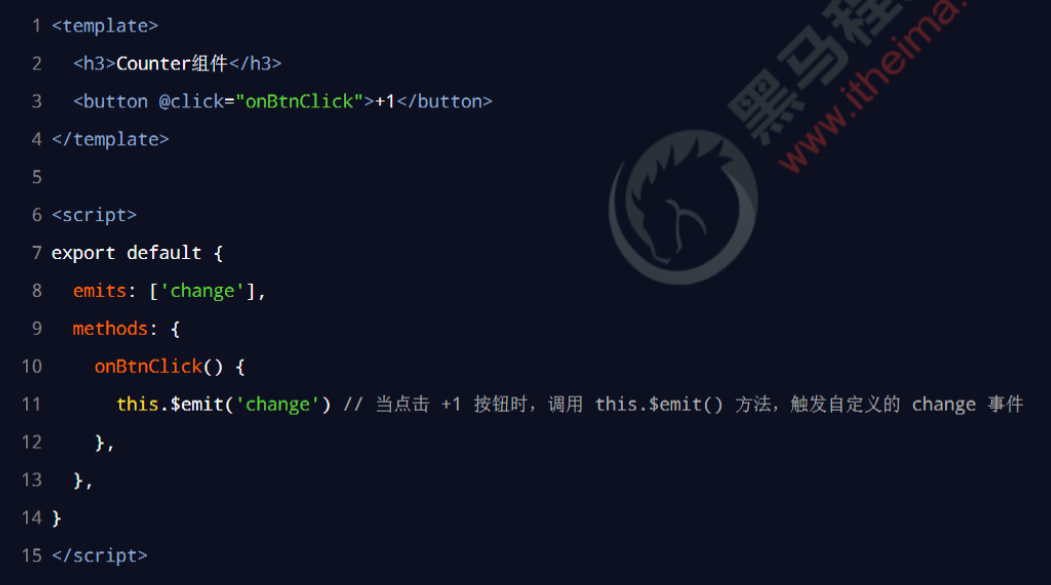 1 <template>
2   <h3>Counter组件</h3>
3   <button @click="onBtnClick">+1</button>
4 </template>
5
6 <script>
7 export default {
8   emits: ['change'],
9   methods: {
10     onBtnClick() {
11       this.$emit('change') // 当点击 +1 按钮时，调用 this.$emit() 方法，触发自定义的 change 事件
12     },
13   },
14 }
15 </script>
黑马程
www.itheima.